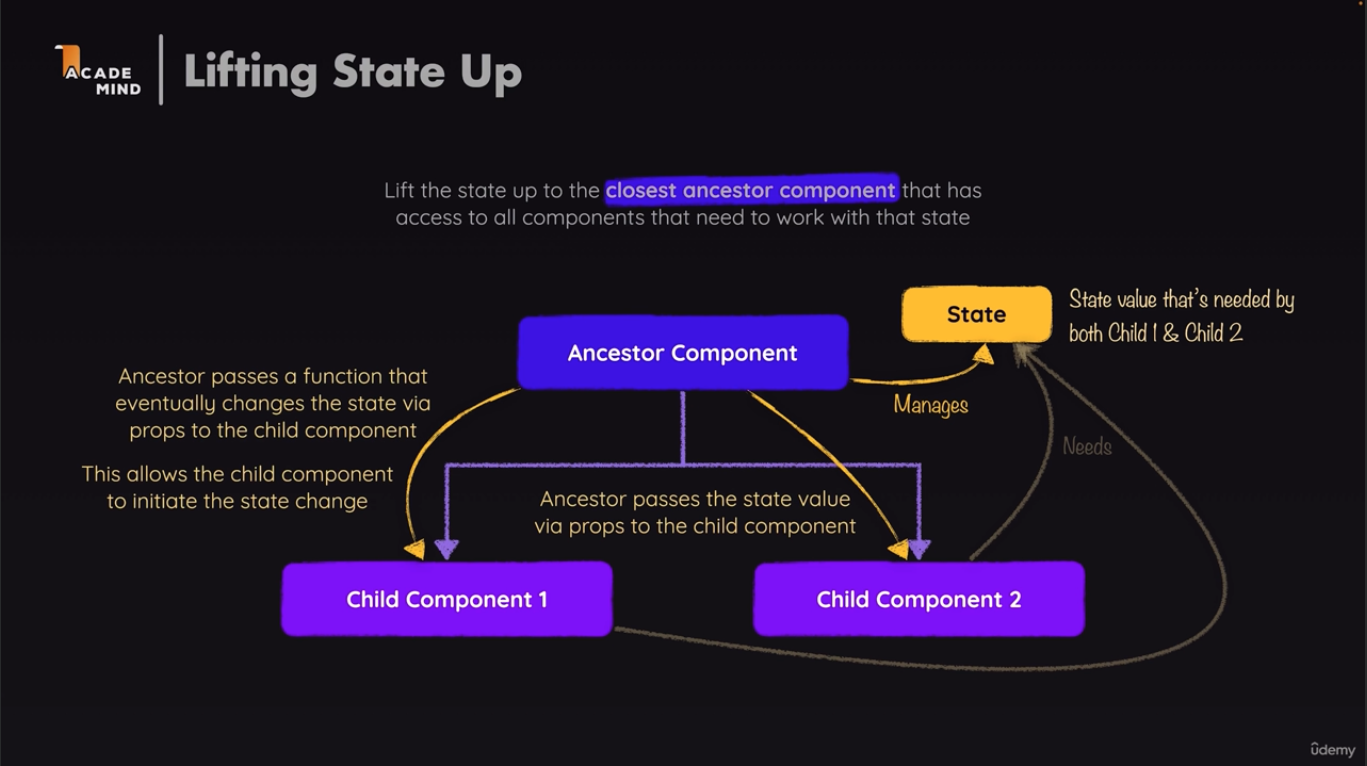 ACADE
MIND
Lifting State Up
Lift the state up to the closest ancestor component that has
access to all components that need to work with that state
State
State value that's needed by
both Child 1 & Child 2
Ancestor Component
Manages
Needs
Ancestor passes a function that
eventually changes the state via
props to the child component
This allows the child component
to initiate the state change
Ancestor passes the state value
via props to the child component
Child Component 1
Child Component 2
ûdemy